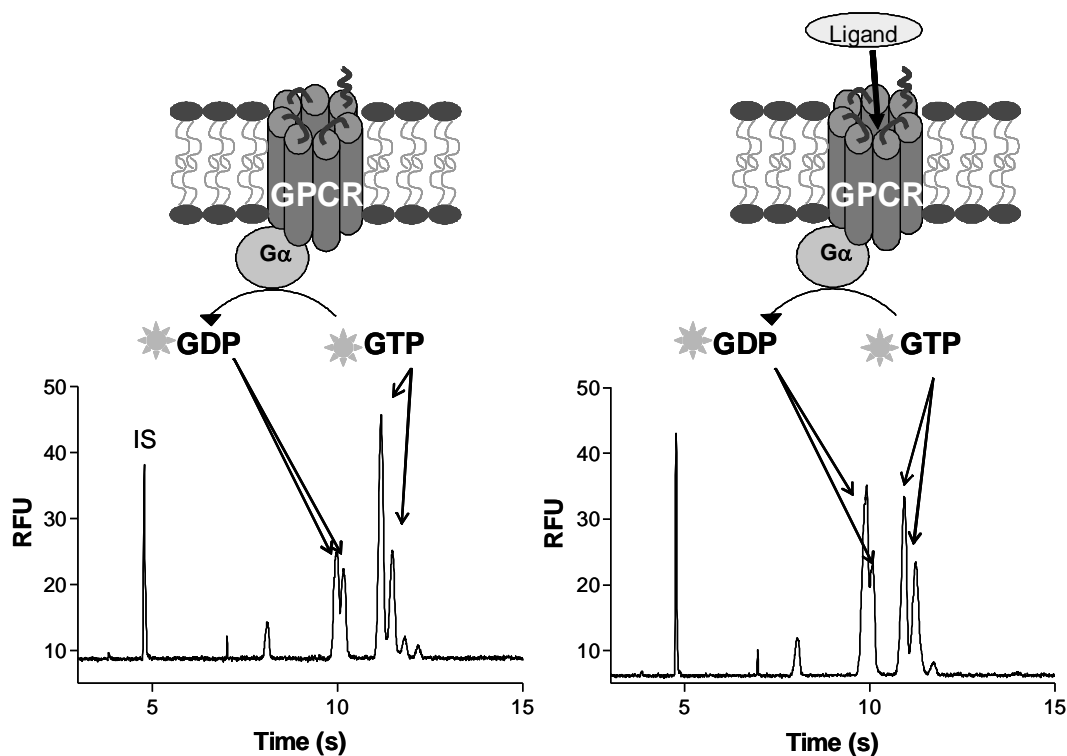 Ligand
GPCR
GPCR
Gα
Gα
GDP
GTP
GDP
GTP
50
40
30
20
10
IS
RFU
5
10
15
Time (s)
50
40
30
20
10
RFU
5
10
15
Time (s)